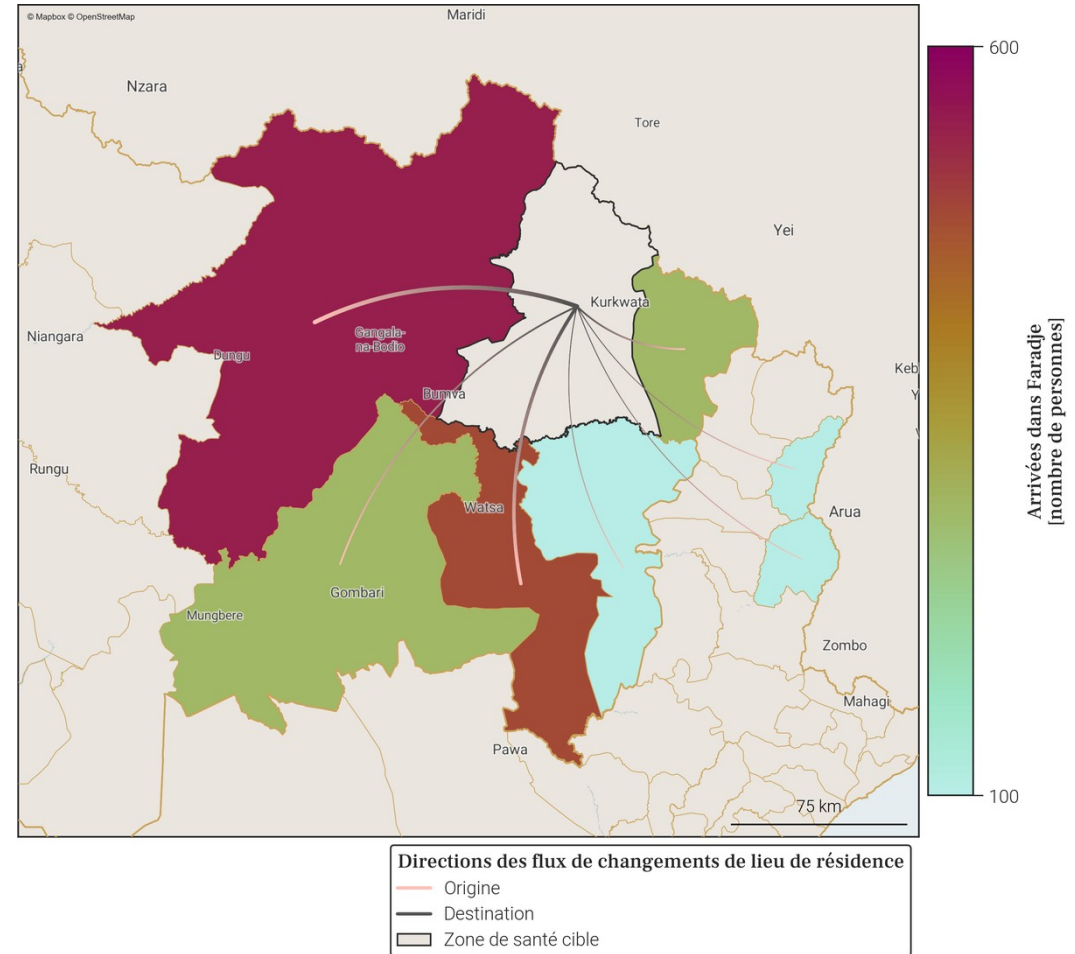 © Mapbox © OpenStreetMap
Maridi
Nzara
Tore
Yei
Kurkwata
Niangara
Gangala-
na-Bodio
Dungu
Keb
Bumva
Y
Rungu
Watsa
Arua
Gombari
Mungbere
Zombo
Mahagi
Pawa
75 km
600
100
Arrivées dans Faradje
[nombre de personnes]
Directions des flux de changements de lieu de résidence
Origine
Destination
Zone de santé cible